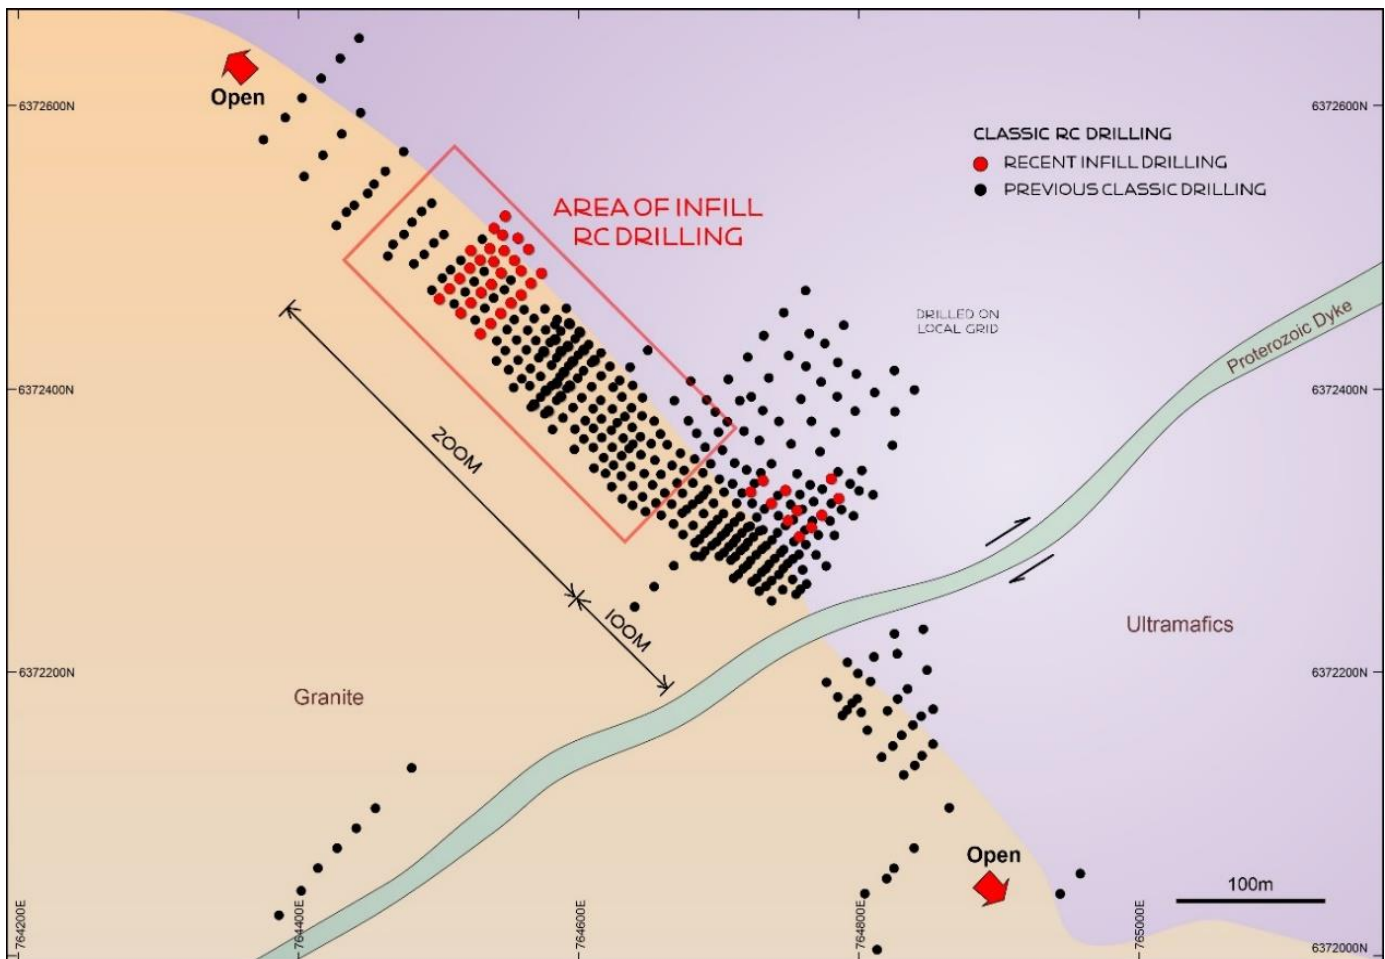 Open
6372600N
6372600N
CLASSIC RC DRILLING
RECENT INFILL DRILLING
PREVIOUS CLASSIC DRILLING
AREA OF INFILL
RC DRILLING
DRILLED ON
LOCAL GRID
Proterozoic Dyke
6372400N
6372400N
200M
100M
Ultramafics
6372200N
6372200N
Granite
Open
100m
764200E
764400E
764600E
764800E
765000E
6372000N